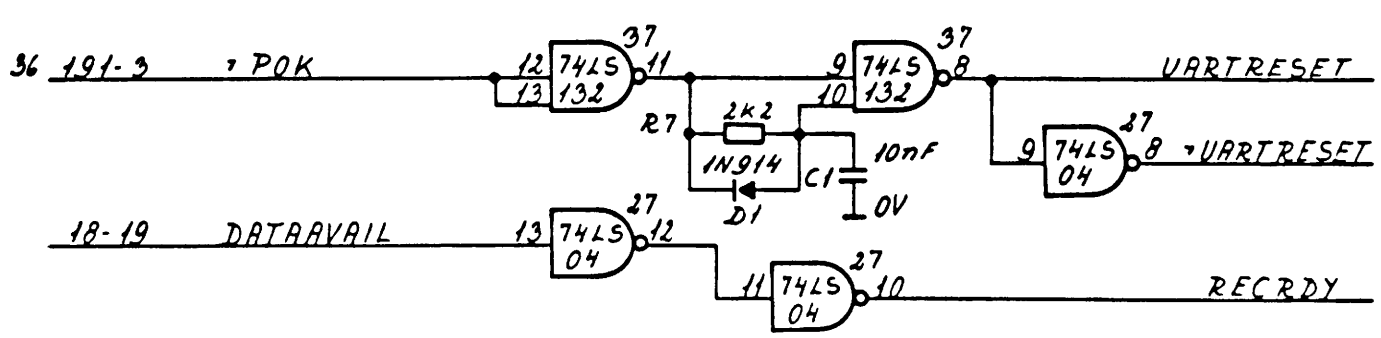 37 37
36 191-3 ,POK 12 74LS 11 9 74LS 8 UARTRESET
13 132 10 132
R7 2K2 27
1N914 10nF 9 74LS 8 ,UARTRESET
C1 04
D1 0V
27
18-19 DATAAVAIL 13 74LS 12
04 27
11 74LS 10 RECRDY
04